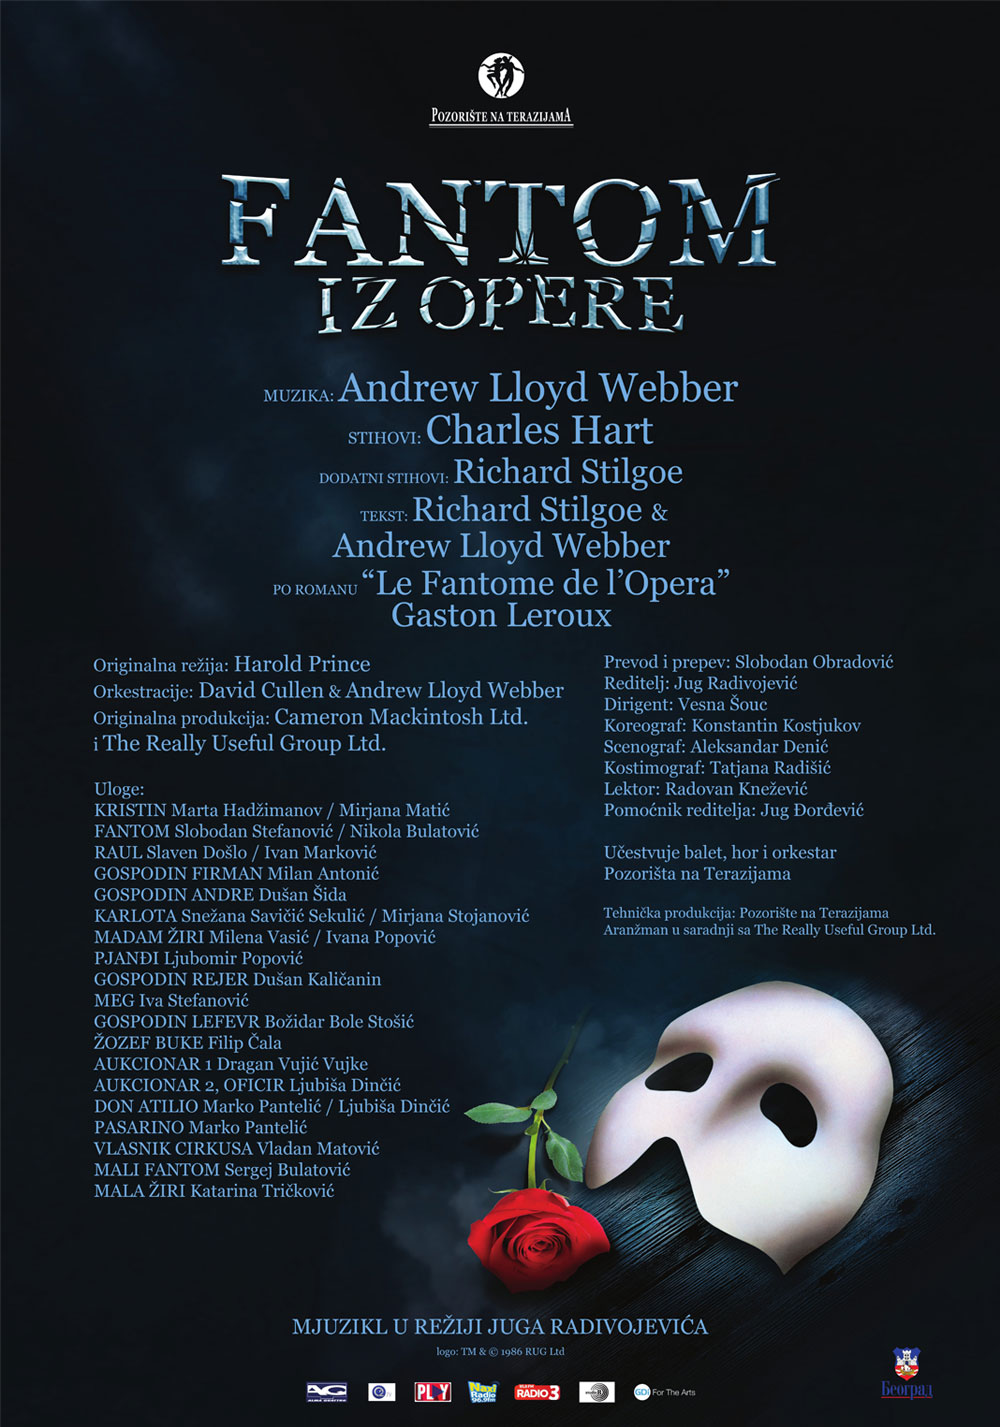 POZORIŠTE NA TERAZIJAMA
FANTOM
IZ OPERE
MUZIKA: Andrew Lloyd Webber
STIHOVI: Charles Hart
DODATNI STIHOVI: Richard Stilgoe
TEKST: Richard Stilgoe &
Andrew Lloyd Webber
PO ROMANU “Le Fantome de l’Opera”
Gaston Leroux
Originalna režija: Harold Prince
Orkestracije: David Cullen & Andrew Lloyd Webber
Originalna produkcija: Cameron Mackintosh Ltd.
i The Really Useful Group Ltd.
Uloge:
KRISTIN Marta Hadžimanov / Mirjana Matić
FANTOM Slobodan Stefanović / Nikola Bulatović
RAUL Slaven Došlo / Ivan Marković
GOSPODIN FIRMAN Milan Antonić
GOSPODIN ANDRE Dušan Šida
KARLOTA Snežana Savičić Sekulić / Mirjana Stojanović
MADAM ŽIRI Milena Vasić / Ivana Popović
PJANĐI Ljubomir Popović
GOSPODIN REJER Dušan Kaličanin
MEG Iva Stefanović
GOSPODIN LEFEVR Božidar Bole Stošić
ŽOZEF BUKE Filip Čala
AUKCIONAR 1 Dragan Vujić Vujke
AUKCIONAR 2, OFICIR Ljubiša Dinčić
DON ATILIO Marko Pantelić / Ljubiša Dinčić
PASARINO Marko Pantelić
VLASNIK CIRKUSA Vladan Matović
MALI FANTOM Sergej Bulatović
MALA ŽIRI Katarina Tričković
Prevod i prepev: Slobodan Obradović
Reditelj: Jug Radivojević
Dirigent: Vesna Šouc
Koreograf: Konstantin Kostjukov
Scenograf: Aleksandar Denić
Kostimograf: Tatjana Radišić
Lektor: Radovan Knežević
Pomoćnik reditelja: Jug Đorđević
Učestvuje balet, hor i orkestar
Pozorišta na Terazijama
Tehnička produkcija: Pozorište na Terazijama
Aranžman u saradnji sa The Really Useful Group Ltd.
MJUZIKL U REŽIJI JUGA RADIVOJEVIĆA
logo: TM & © 1986 RUG Ltd
PLAY
Naxi
Radio
96.9fm
RADIO 3
GDi For The Arts
Београд